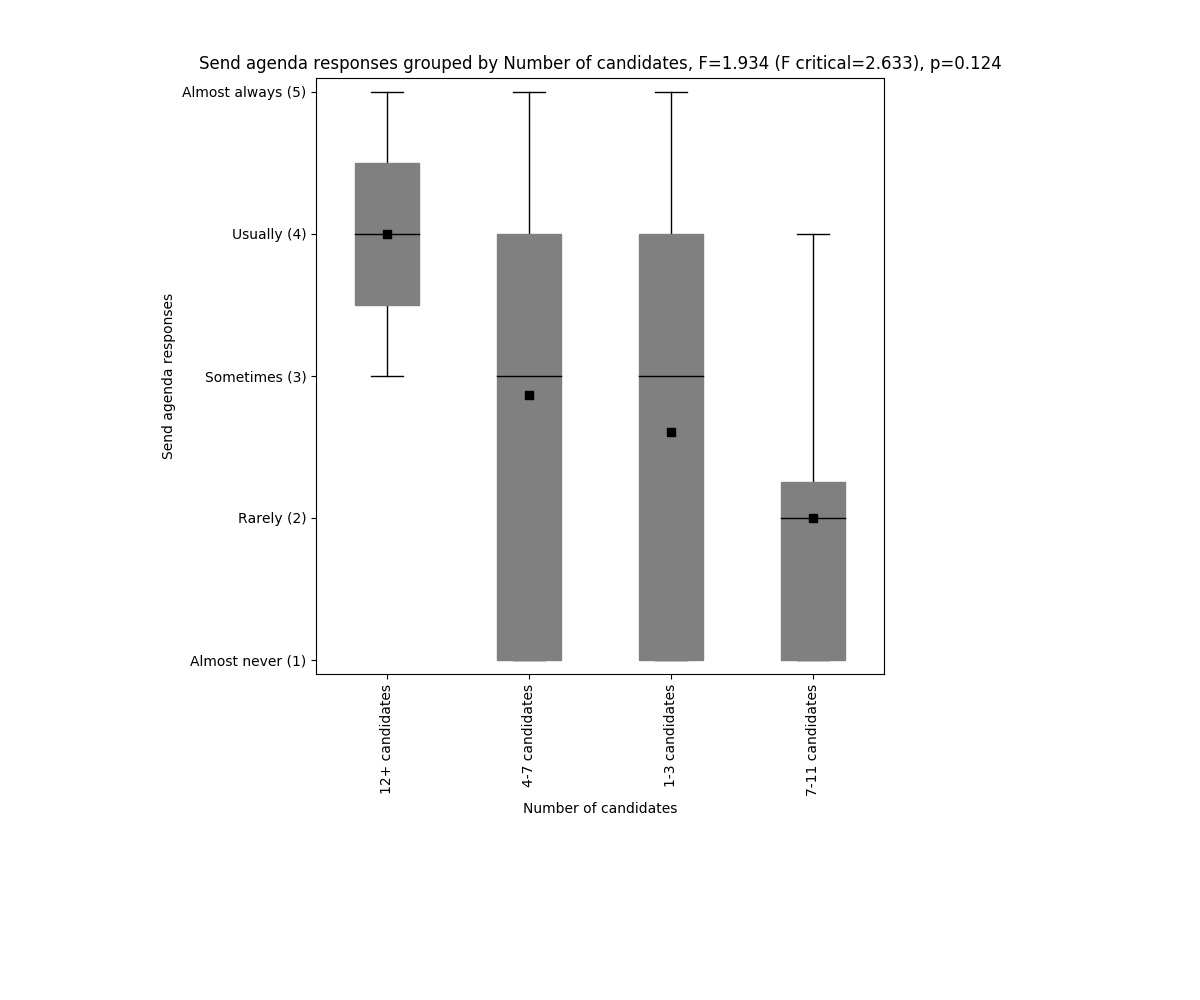 Send agenda responses grouped by Number of candidates, F=1.934 (F critical=2.633), p=0.124
Almost always (5)
Usually (4)
Sometimes (3)
Rarely (2)
Almost never (1)
Send agenda responses
12+ candidates
4-7 candidates
1-3 candidates
7-11 candidates
Number of candidates